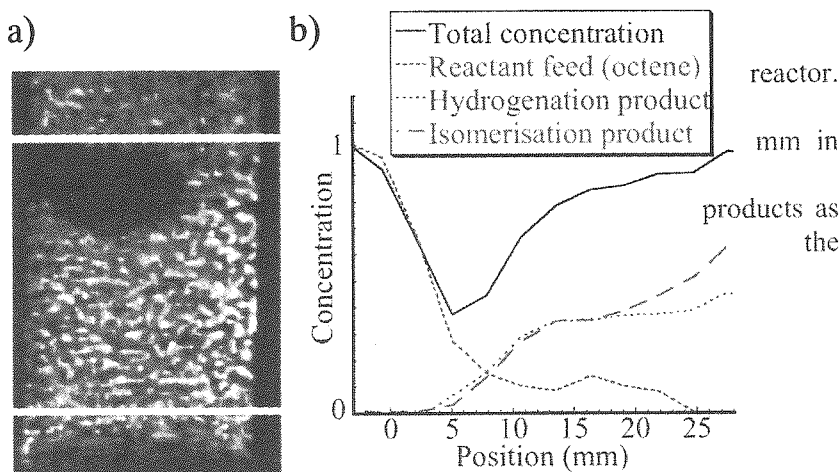 a)
b)
Total concentration
Reactant feed (octene)
Hydrogenation product
Isomerisation product
reactor.
mm in
products as
the
1
Concentration
0
0 5 10 15 20 25
Position (mm)